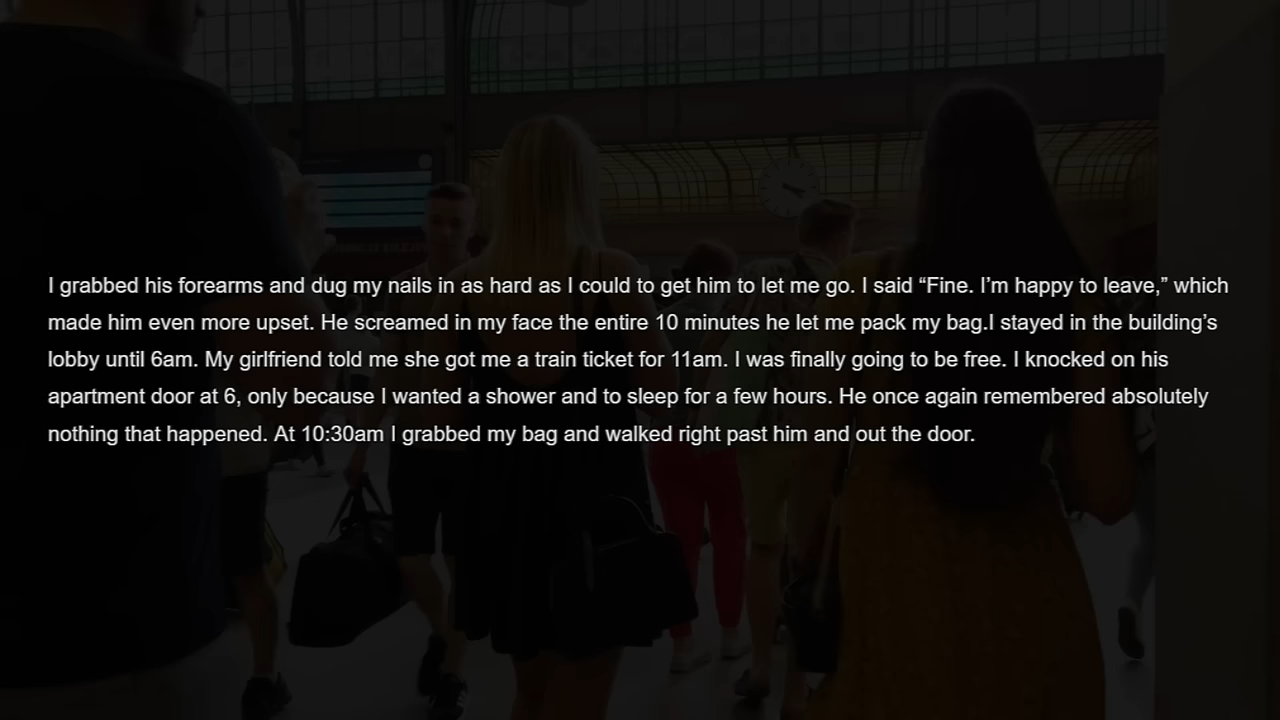 I grabbed his forearms and dug my nails in as hard as I could to get him to let me go. I said “Fine. I’m happy to leave,” which
made him even more upset. He screamed in my face the entire 10 minutes he let me pack my bag.I stayed in the building’s
lobby until 6am. My girlfriend told me she got me a train ticket for 11am. I was finally going to be free. I knocked on his
apartment door at 6, only because I wanted a shower and to sleep for a few hours. He once again remembered absolutely
nothing that happened. At 10:30am I grabbed my bag and walked right past him and out the door.